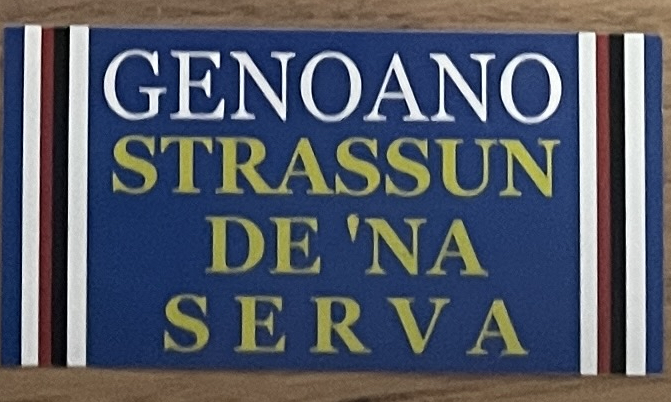 GENOANO
STRASSUN
DE 'NA
SERVA